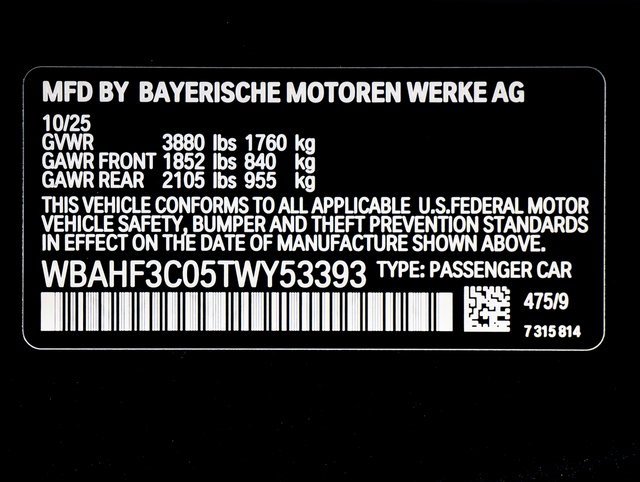 MFD BY BAYERISCHE MOTOREN WERKE AG
10/25
GVWR 3880 lbs 1760 kg
GAWR FRONT 1852 lbs 840 kg
GAWR REAR 2105 lbs 955 kg
THIS VEHICLE CONFORMS TO ALL APPLICABLE U.S.FEDERAL MOTOR
VEHICLE SAFETY, BUMPER AND THEFT PREVENTION STANDARDS
IN EFFECT ON THE DATE OF MANUFACTURE SHOWN ABOVE.
WBAHF3C05TWY53393 TYPE: PASSENGER CAR
475/9
7 315 814